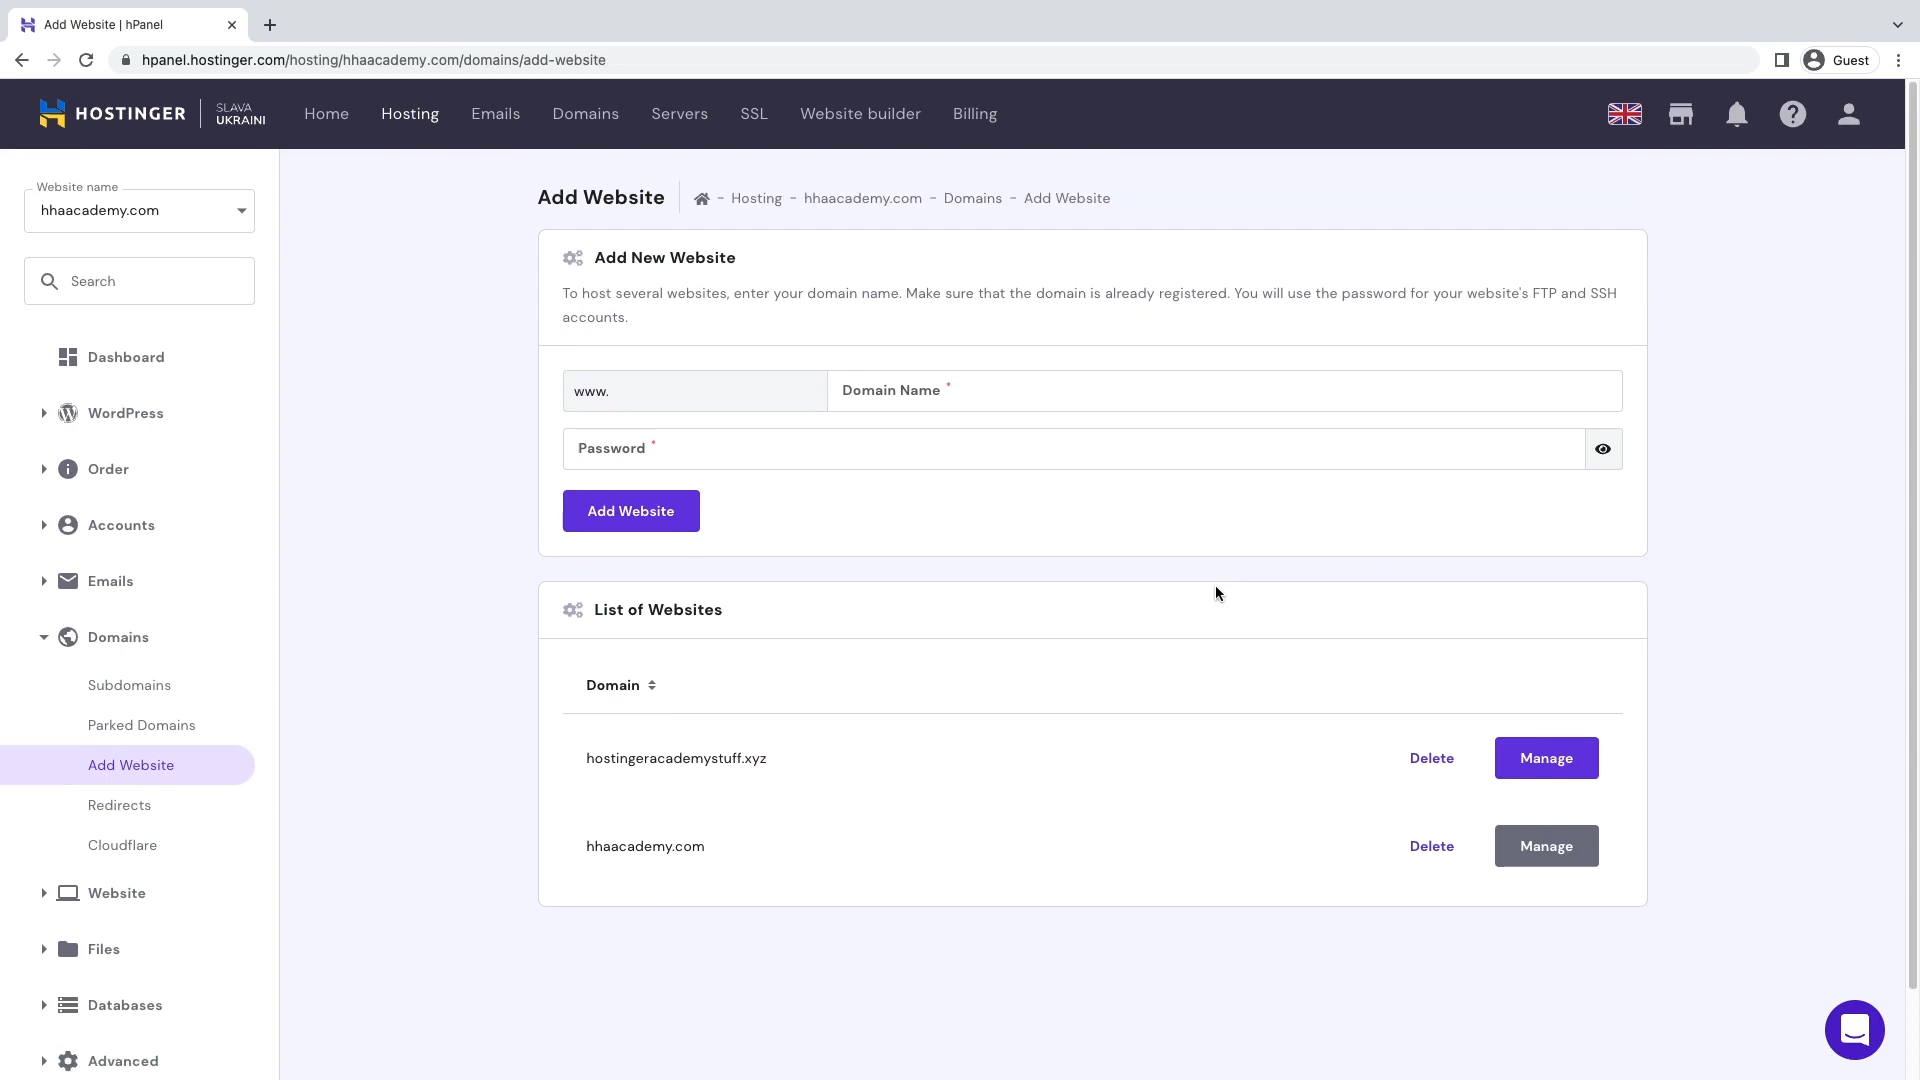 Add Website | hPanel
hpanel.hostinger.com/hosting/hhaacademy.com/domains/add-website
Guest
HOSTINGER
SLAVA
UKRAINI
Home
Hosting
Emails
Domains
Servers
SSL
Website builder
Billing
Website name
hhaacademy.com
Search
Dashboard
WordPress
Order
Accounts
Emails
Domains
Subdomains
Parked Domains
Add Website
Redirects
Cloudflare
Website
Files
Databases
Advanced
Add Website
- Hosting - hhaacademy.com - Domains - Add Website
Add New Website
To host several websites, enter your domain name. Make sure that the domain is already registered. You will use the password for your website's FTP and SSH
accounts.
www.
Domain Name *
Password *
Add Website
List of Websites
Domain
hostingeracademystuff.xyz
Delete
Manage
hhaacademy.com
Delete
Manage